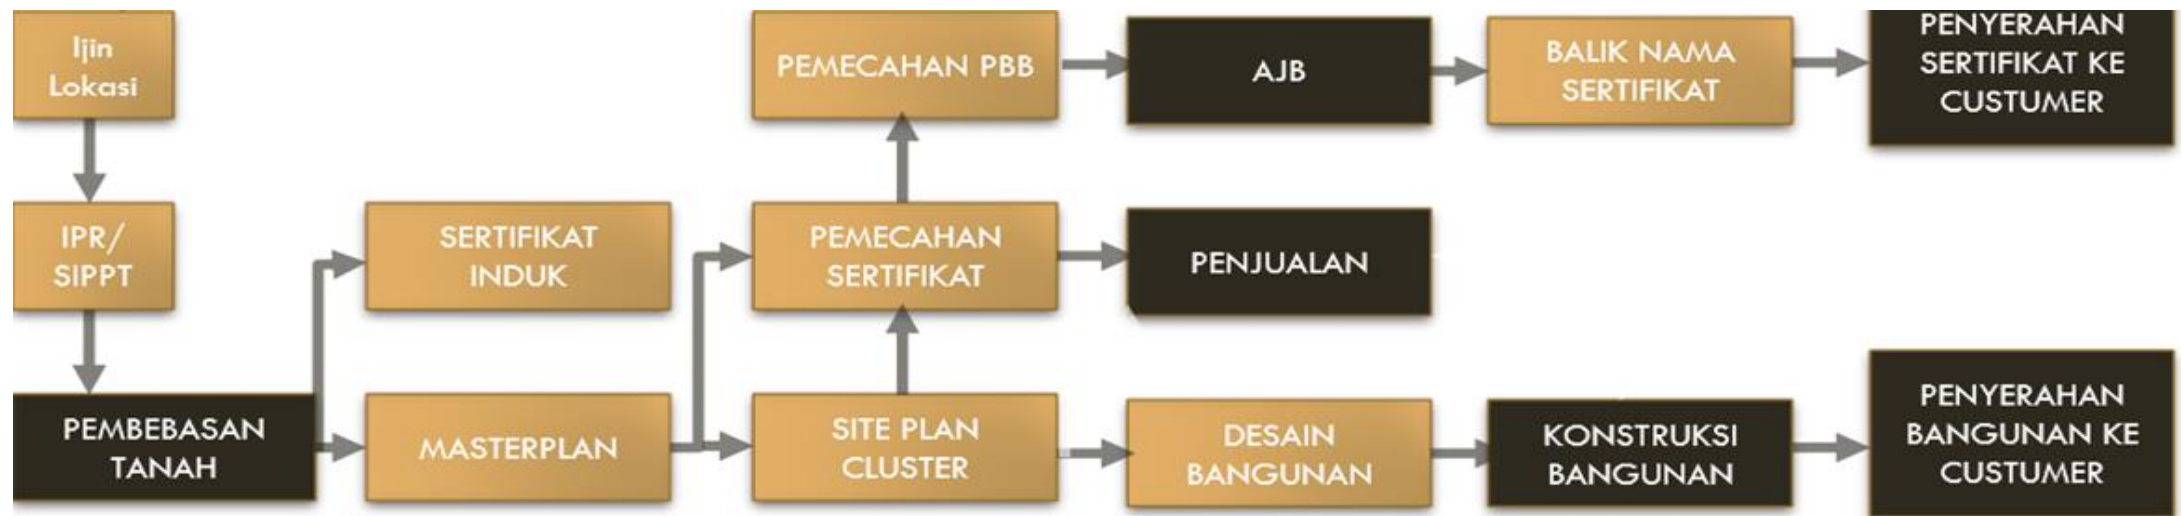 Ijin
Lokasi
PEMECAHAN PBB
AJB
BALIK NAMA
SERTIFIKAT
PENYERAHAN
SERTIFIKAT KE
CUSTUMER
IPR/
SIPPT
SERTIFIKAT
INDUK
PEMECAHAN
SERTIFIKAT
PENJUALAN
PEMBEBASAN
TANAH
MASTERPLAN
SITE PLAN
CLUSTER
DESAIN
BANGUNAN
KONSTRUKSI
BANGUNAN
PENYERAHAN
BANGUNAN KE
CUSTUMER